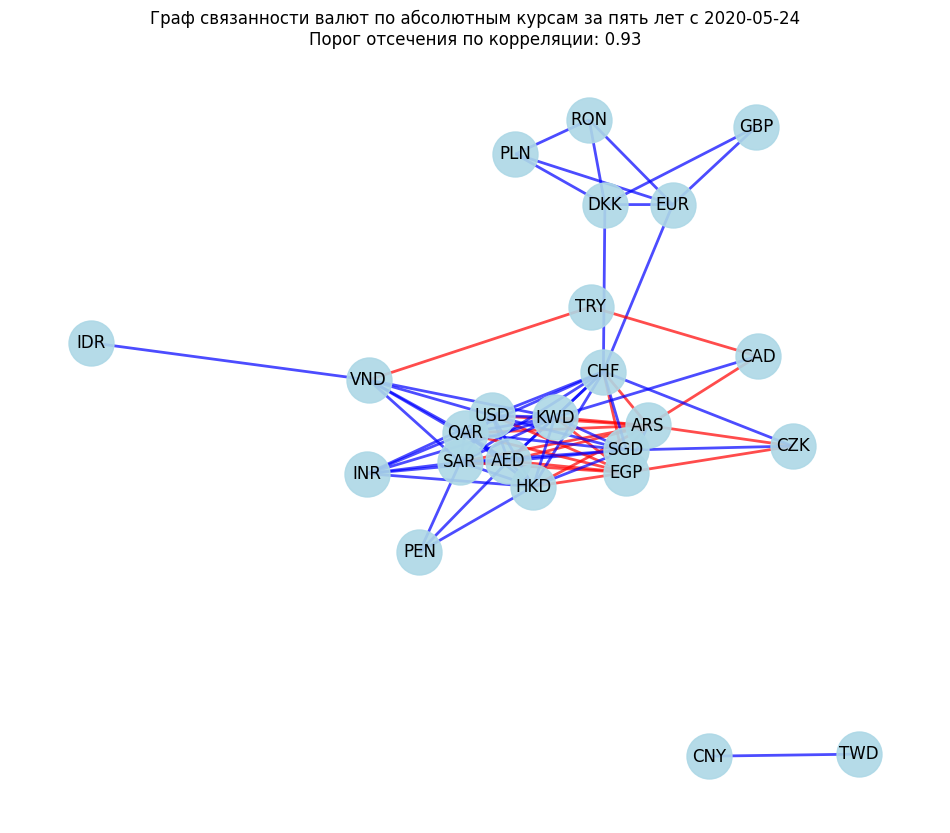 Граф связанности валют по абсолютным курсам за пять лет с 2020-05-24
Порог отсечения по корреляции: 0.93
RON
GBP
PLN
DKK
EUR
TRY
IDR
CAD
CHF
VND
USD
KWD
ARS
QAR
CZK
SGD
SAR
AED
INR
EGP
HKD
PEN
CNY
TWD